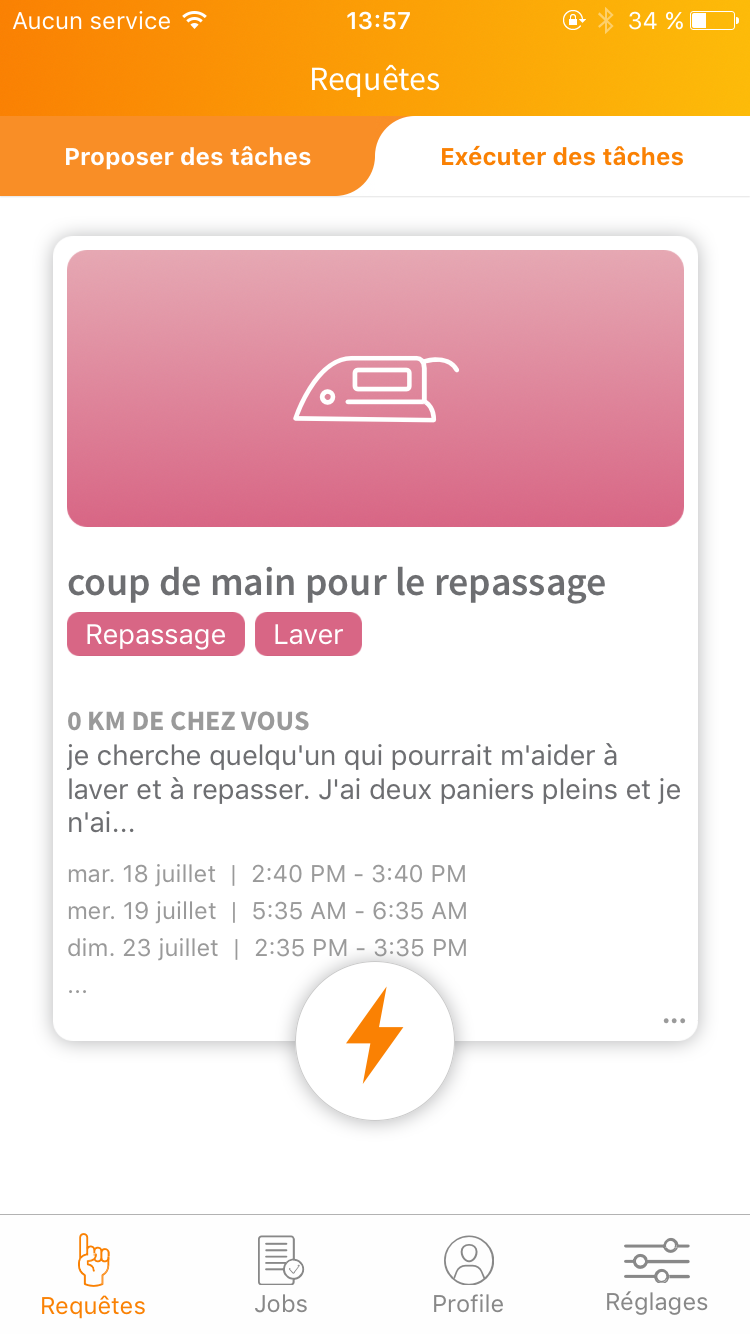 Aucun service 13:57 34 %
Requêtes
Proposer des tâches Exécuter des tâches
coup de main pour le repassage
Repassage Laver
0 KM DE CHEZ VOUS
je cherche quelqu'un qui pourrait m'aider à
laver et à repasser. J'ai deux paniers pleins et je
n'ai...
mar. 18 juillet | 2:40 PM - 3:40 PM
mer. 19 juillet | 5:35 AM - 6:35 AM
dim. 23 juillet | 2:35 PM - 3:35 PM
...
Requêtes Jobs Profile Réglages